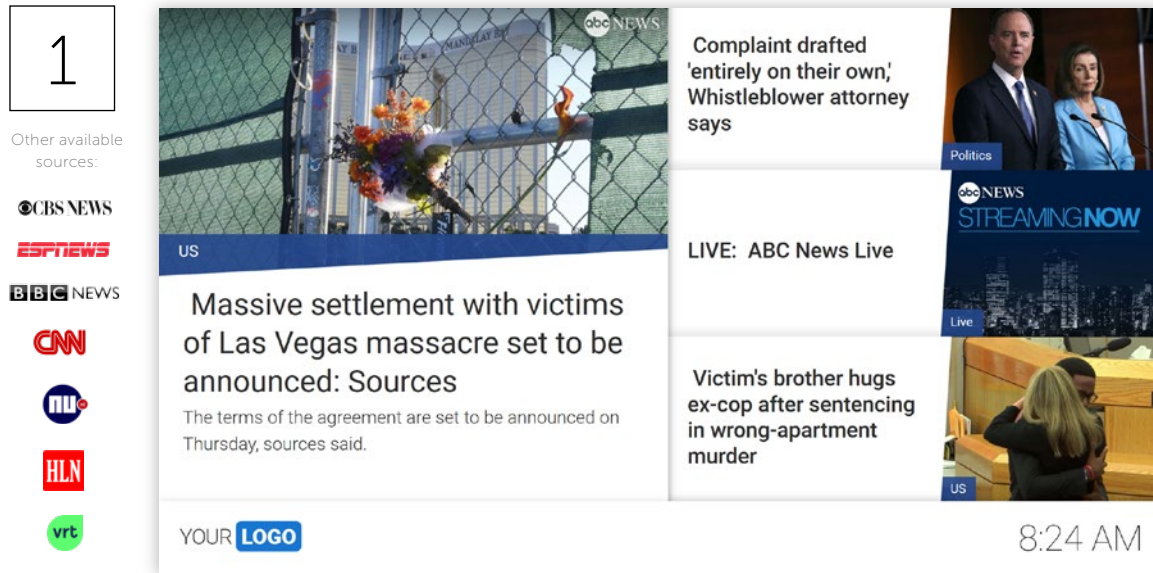 1
Other available
sources:
CBS NEWS
ESPNEWS
BBC NEWS
CNN
nu
HLN
vrt
abc NEWS
MANDALAY BAY
US
Massive settlement with victims
of Las Vegas massacre set to be
announced: Sources
The terms of the agreement are set to be announced on
Thursday, sources said.
Complaint drafted
'entirely on their own,'
Whistleblower attorney
says
Politics
LIVE: ABC News Live
abc NEWS
STREAMING NOW
Live
Victim's brother hugs
ex-cop after sentencing
in wrong-apartment
murder
US
YOUR LOGO
8:24 AM